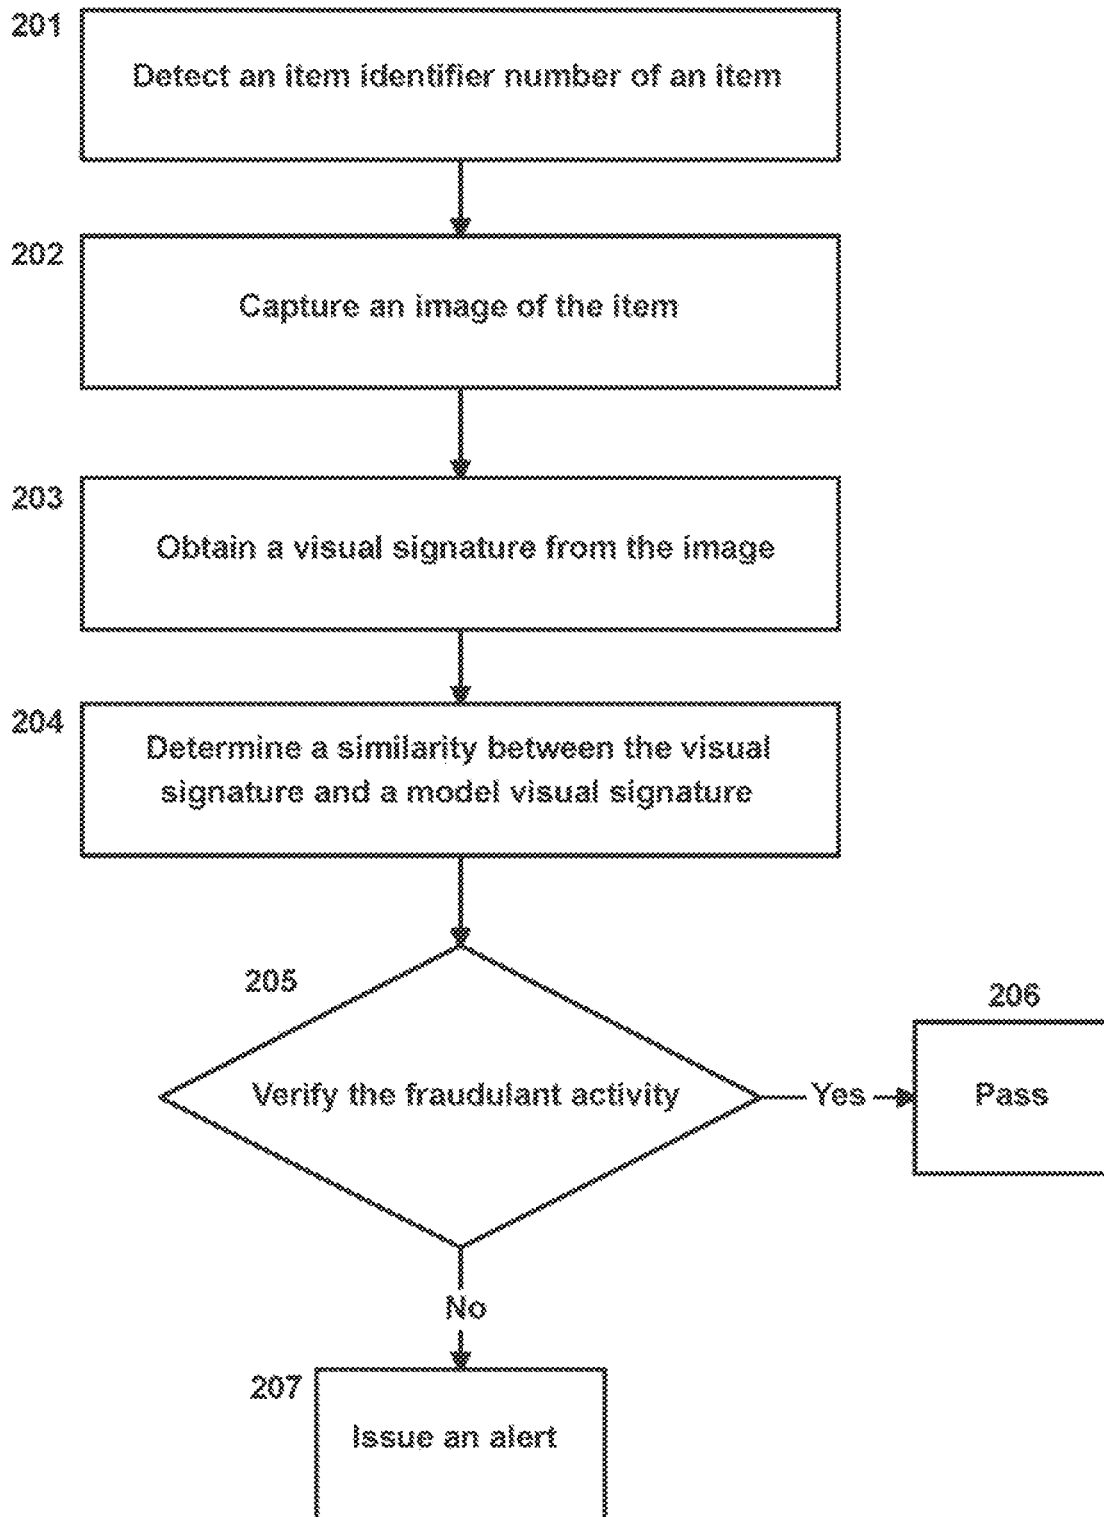 201
Detect an item identifier number of an item
202
Capture an image of the item
203
Obtain a visual signature from the image
204
Determine a similarity between the visual
signature and a model visual signature
205
Verify the fraudulant activity
Yes
206
Pass
No
207
Issue an alert